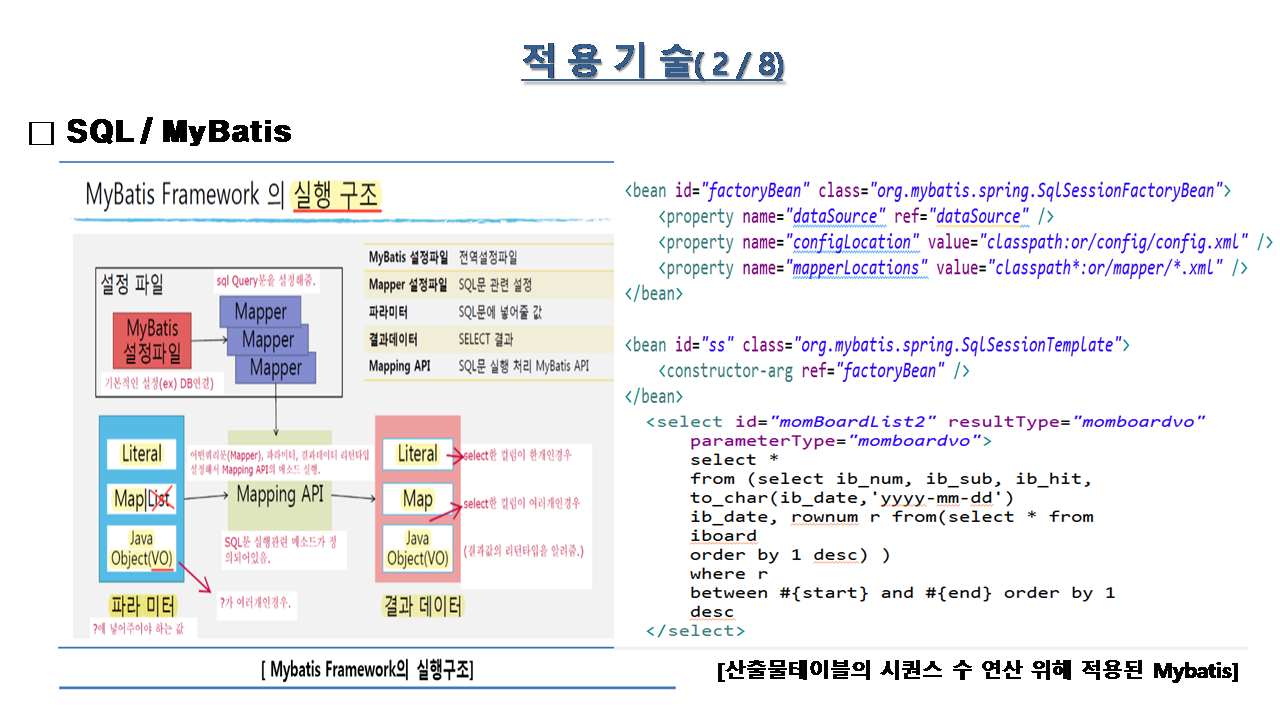 적 용 기 술( 2 / 8)
□ SQL / MyBatis
MyBatis Framework 의 실행 구조
설정 파일
sql Query문을 설정해줌.
Mapper
Mapper
Mapper
MyBatis
설정파일
기본적인 설정(ex) DB연결)
MyBatis 설정파일 전역설정파일
Mapper 설정파일 SQL문 관련 설정
파라미터 SQL문에 넣어줄 값
결과데이터 SELECT 결과
Mapping API SQL문 실행 처리 MyBatis API
Literal
Map|List
Java
Object(VO)
파라 미터
?에 넣어주어야 하는 값
?가 여러개인경우.
어떤쿼리문(Mapper), 파라미터, 결과데이터 리턴타입
설정해서 Mapping API의 메소드 실행.
Mapping API
SQL문 실행관련 메소드가 정
의되어있음.
Literal
Map
Java
Object(VO)
결과 데이터
select한 컬럼이 한개인경우
select한 컬럼이 여러개인경우
(결과값의 리턴타입을 알려줌.)
[ Mybatis Framework의 실행구조]
<bean id="factoryBean" class="org.mybatis.spring.SqlSessionFactoryBean">
<property name="dataSource" ref="dataSource" />
<property name="configLocation" value="classpath:or/config/config.xml" />
<property name="mapperLocations" value="classpath*:or/mapper/*.xml" />
</bean>
<bean id="ss" class="org.mybatis.spring.SqlSessionTemplate">
<constructor-arg ref="factoryBean" />
</bean>
<select id="momBoardList2" resultType="momboardvo"
parameterType="momboardvo">
select *
from (select ib_num, ib_sub, ib_hit,
to_char(ib_date,'yyyy-mm-dd')
ib_date, rownum r from(select * from
iboard
order by 1 desc) )
where r
between #{start} and #{end} order by 1
desc
</select>
[산출물테이블의 시퀀스 수 연산 위해 적용된 Mybatis]